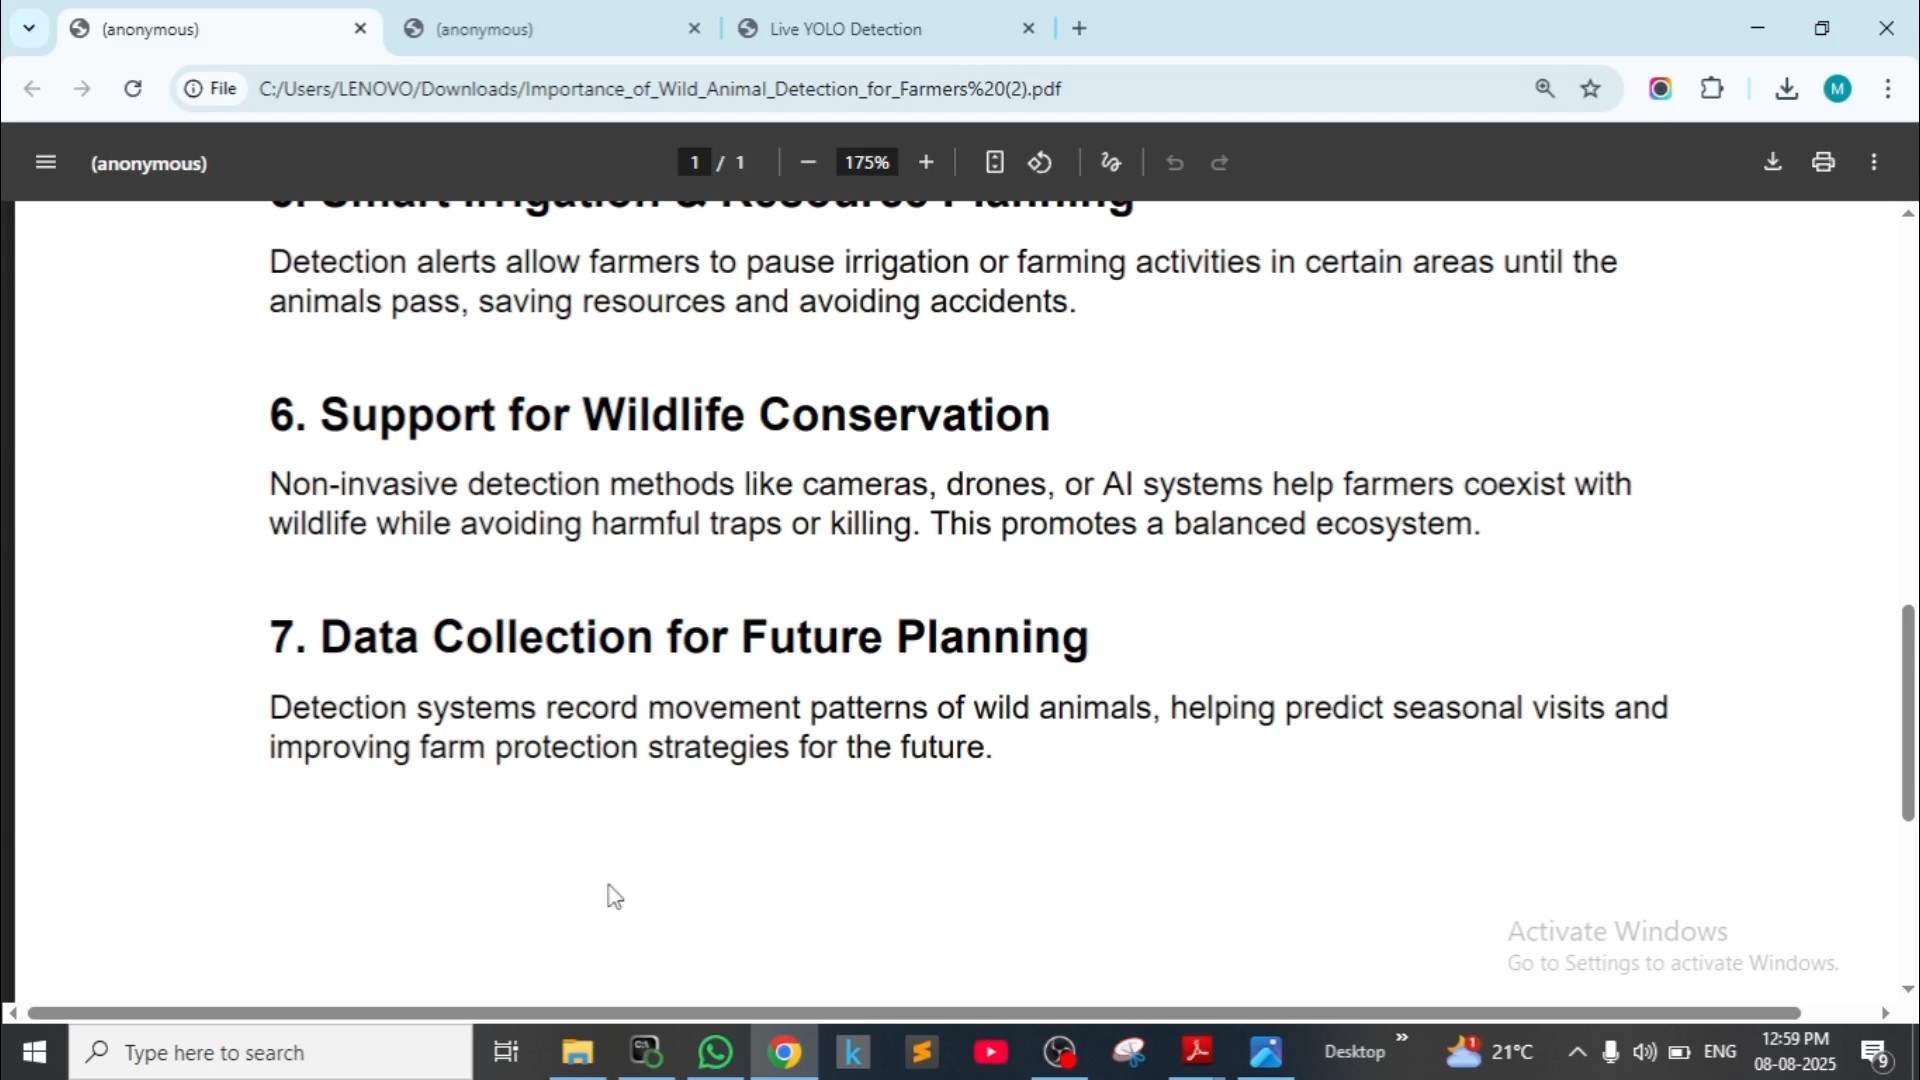 (anonymous)
(anonymous)
Live YOLO Detection
File
C:/Users/LENOVO/Downloads/Importance_of_Wild_Animal_Detection_for_Farmers%20(2).pdf
M
(anonymous)
1 / 1
175%
Smart Irrigation & Resource Planning
Detection alerts allow farmers to pause irrigation or farming activities in certain areas until the
animals pass, saving resources and avoiding accidents.
6. Support for Wildlife Conservation
Non-invasive detection methods like cameras, drones, or AI systems help farmers coexist with
wildlife while avoiding harmful traps or killing. This promotes a balanced ecosystem.
7. Data Collection for Future Planning
Detection systems record movement patterns of wild animals, helping predict seasonal visits and
improving farm protection strategies for the future.
Activate Windows
Go to Settings to activate Windows.
Type here to search
Desktop
1
21°C
ENG
12:59 PM
08-08-2025
9